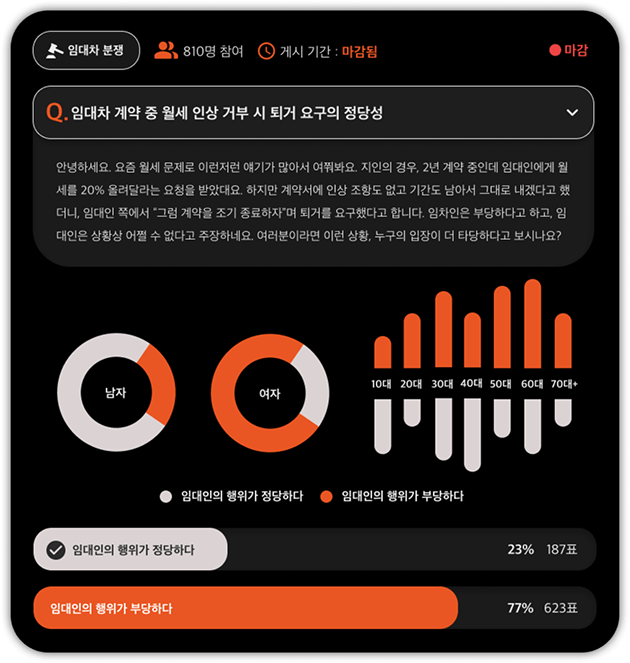 임대차 분쟁
810명 참여
게시 기간 : 마감됨
마감
Q. 임대차 계약 중 월세 인상 거부 시 퇴거 요구의 정당성
안녕하세요. 요즘 월세 문제로 이런저런 얘기가 많아서 여쭤봐요. 지인의 경우, 2년 계약 중인데 임대인에게 월
세를 20% 올려달라는 요청을 받았대요. 하지만 계약서에 인상 조항도 없고 기간도 남아서 그대로 내겠다고 했
더니, 임대인 쪽에서 “그럼 계약을 조기 종료하자”며 퇴거를 요구했다고 합니다. 임차인은 부당하다고 하고, 임
대인은 상황상 어쩔 수 없다고 주장하네요. 여러분이라면 이런 상황, 누구의 입장이 더 타당하다고 보시나요?
남자
여자
10대 20대 30대 40대 50대 60대 70대+
임대인의 행위가 정당하다
임대인의 행위가 부당하다
임대인의 행위가 정당하다 23% 187표
임대인의 행위가 부당하다 77% 623표